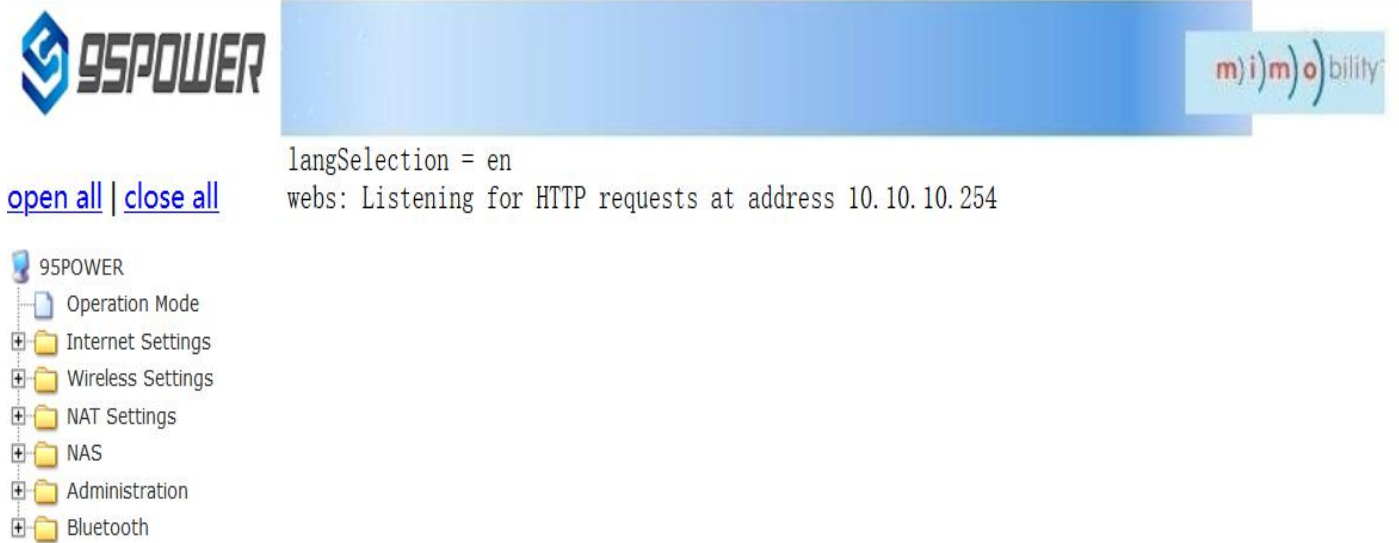 95POWER
m)i)m)o)bility
langSelection = en
open all | close all
webs: Listening for HTTP requests at address 10.10.10.254
95POWER
Operation Mode
Internet Settings
Wireless Settings
NAT Settings
NAS
Administration
Bluetooth